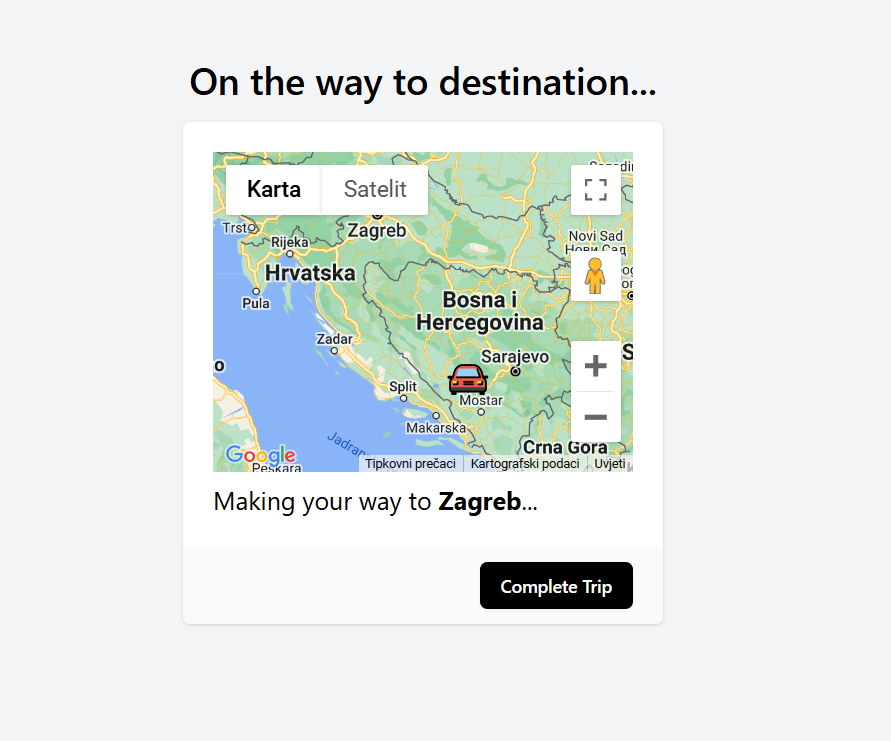 On the way to destination...
Karta
Satelit
Trst
Zagreb
Rijeka
Novi Sad
Hrvatska
Pula
Bosna i
Hercegovina
Zadar
Sarajevo
Split
Mostar
Makarska
Crna Gora
Jadran
Google
Peskara
Tipkovni prečaci
Kartografski podaci
Uvjeti
Making your way to Zagreb...
Complete Trip